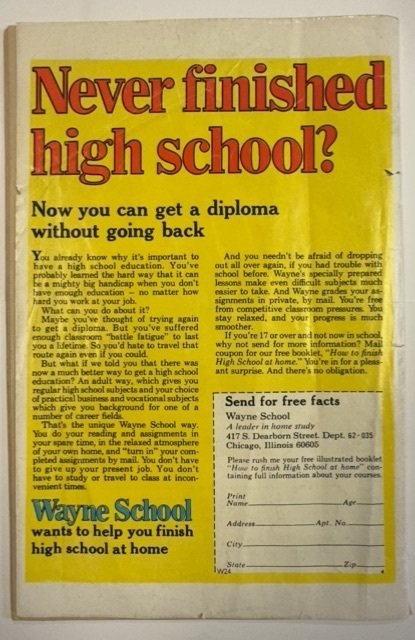 Never finished
high school?
Now you can get a diploma
without going back
You already know why it's important to
have a high school education. You've
probably learned the hard way that it can
be a mighty big handicap when you don't
have enough education — no matter how
hard you work at your job.
What can you do about it?
Maybe you've thought of trying again
to get a diploma. But you've suffered
enough classroom "battle fatigue" to last
you a lifetime. So you'd hate to travel that
route again even if you could.
But what if we told you that there was
now a much better way to get a high school
education? An adult way, which gives you
regular high school subjects and your choice
of practical business and vocational subjects
which give you background for one of a
number of career fields.
That's the unique Wayne School way.
You do your reading and assignments in
your spare time, in the relaxed atmosphere
of your own home, and "turn in" your com-
pleted assignments by mail. You don't have
to give up your present job. You don't have
to study or travel to class at incon-
venient times.
Wayne School
wants to help you finish
high school at home
And you needn't be afraid of dropping
out all over again, if you had trouble with
school before. Wayne's specially prepared
lessons make even difficult subjects much
easier to take. And Wayne grades your as-
signments in private, by mail. You're free
from competitive classroom pressures. You
stay relaxed, and your progress is much
smoother.
If you're 17 or over and not now in school,
why not send for more information? Mail
coupon for our free booklet, "How to finish
High School at home." You're in for a pleas-
ant surprise. And there's no obligation.
Send for free facts
Wayne School
A leader in home study
417 S. Dearborn Street. Dept. 62-035
Chicago, Illinois 60605
Please rush me your free illustrated booklet
"How to finish High School at home" con-
taining full information about your courses.
Print
Name Age
Address Apt. No.
City
State Zip
W24